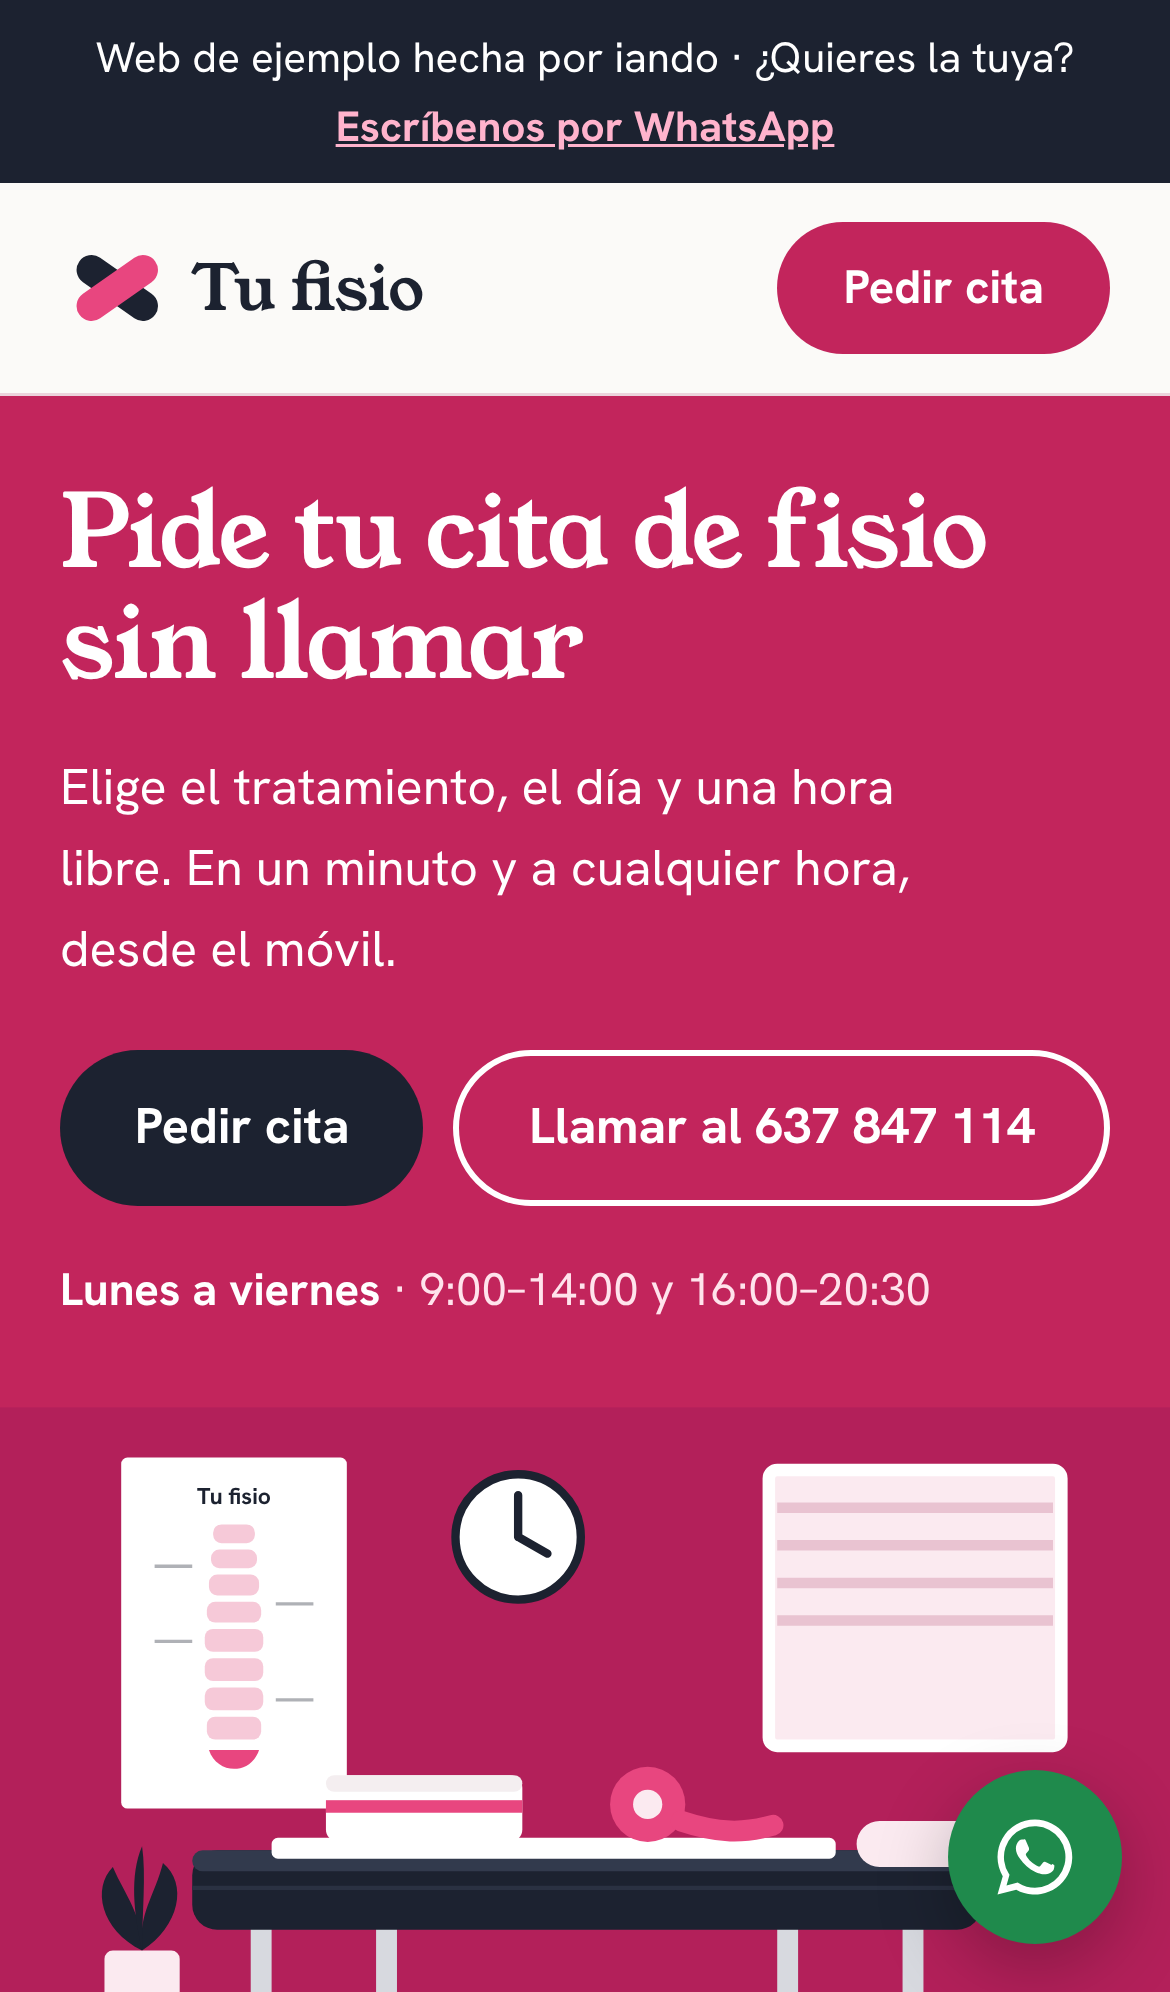 Web de ejemplo hecha por iando · ¿Quieres la tuya?
Escríbenos por WhatsApp
Tu fisio
Pedir cita
Pide tu cita de fisio
sin llamar
Elige el tratamiento, el día y una hora
libre. En un minuto y a cualquier hora,
desde el móvil.
Pedir cita
Llamar al 637 847 114
Lunes a viernes · 9:00–14:00 y 16:00–20:30
Tu fisio